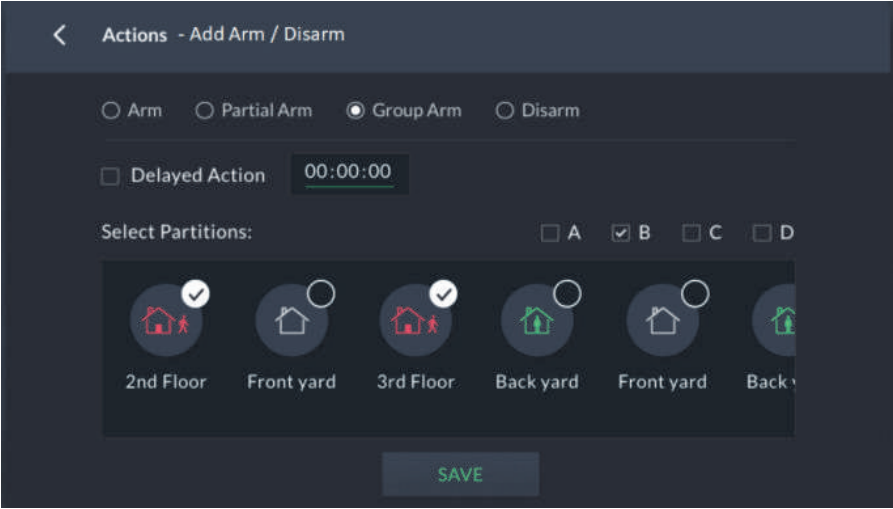 Actions - Add Arm / Disarm
Arm Partial Arm Group Arm Disarm
Delayed Action 00:00:00
Select Partitions: A B C D
2nd Floor Front yard 3rd Floor Back yard Front yard Back
SAVE